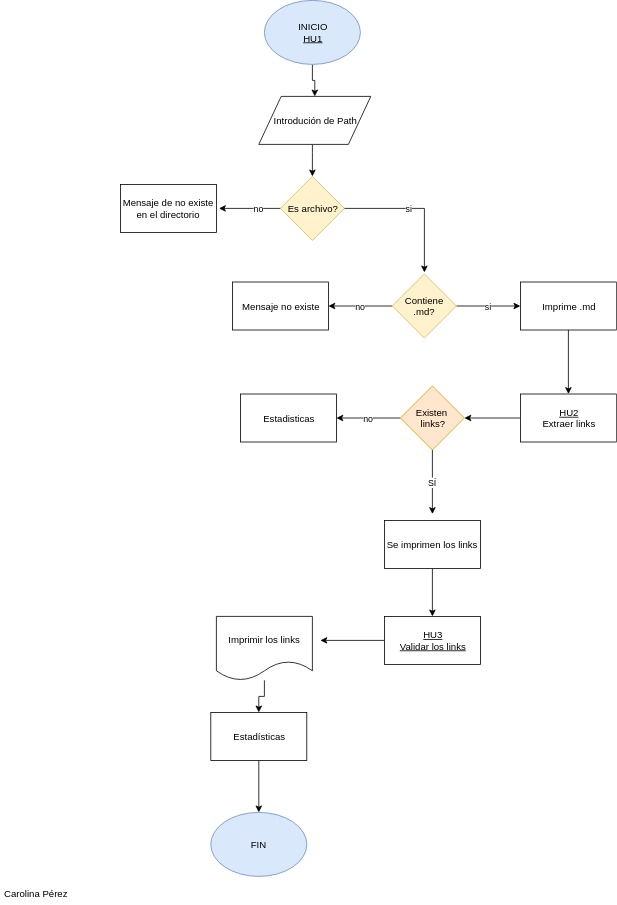 INICIO
HU1
Introdución de Path
Mensaje de no existe
en el directorio
no
Es archivo?
si
Mensaje no existe
no
Contiene
.md?
si
Imprime .md
Estadisticas
no
Existen
links?
HU2
Extraer links
SÍ
Se imprimen los links
Imprimir los links
HU3
Validar los links
Estadísticas
FIN
Carolina Pérez